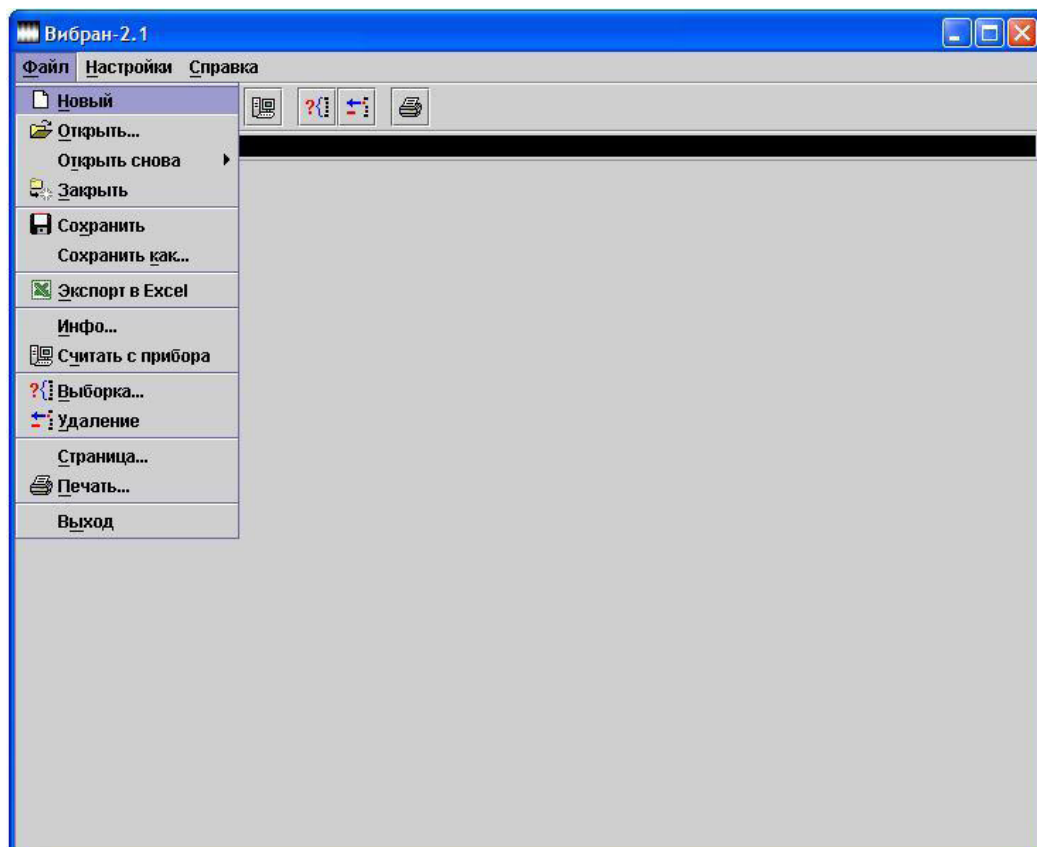 Вибран-2.1
Файл Настройки Справка
Новый
Открыть...
Открыть снова
Закрыть
Сохранить
Сохранить как...
Экспорт в Excel
Инфо...
Считать с прибора
?{ Выборка...
Удаление
Страница...
Печать...
Выход